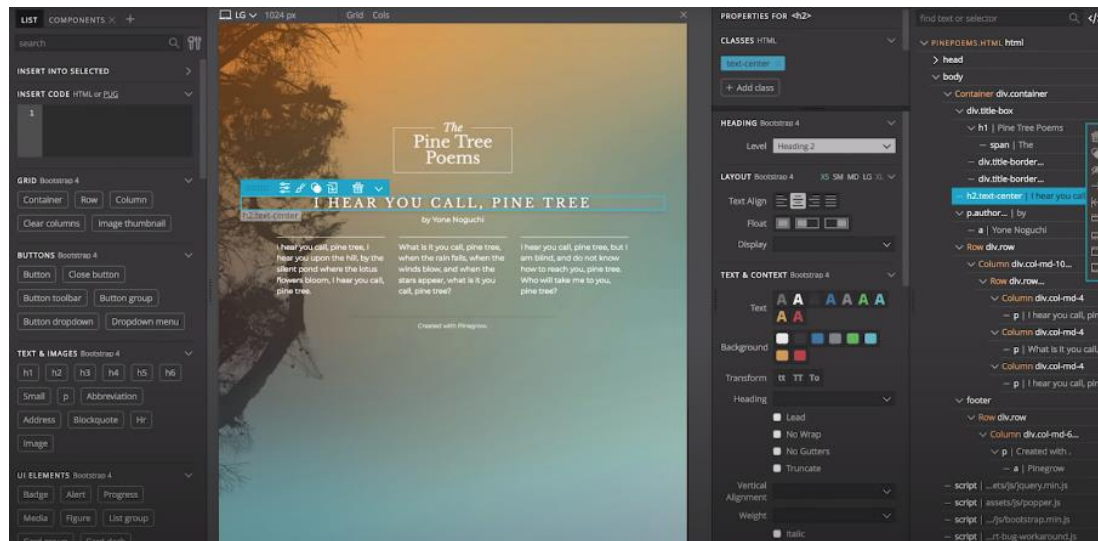 LIST COMPONENTS × +
search
INSERT INTO SELECTED
INSERT CODE HTML or PUG
1
GRID Bootstrap 4
Container Row Column
Clear columns Image thumbnail
BUTTONS Bootstrap 4
Button Close button
Button toolbar Button group
Button dropdown Dropdown menu
TEXT & IMAGES Bootstrap 4
h1 h2 h3 h4 h5 h6
Small p Abbreviation
Address Blockquote Hr
Image
UI ELEMENTS Bootstrap 4
Badge Alert Progress
Media Figure List group
LG 1024 px Grid Cols ×
The
Pine Tree
Poems
I HEAR YOU CALL, PINE TREE
h2.text-center
by Yone Noguchi
I hear you call, pine tree, I
hear you upon the hill, by the
silent pond where the lotus
flowers bloom, I hear you call,
pine tree.
What is it you call, pine tree,
when the rain falls, when the
winds blow, and when the
stars appear, what is it you
call, pine tree?
I hear you call, pine tree, but I
am blind, and do not know
how to reach you, pine tree.
Who will take me to you,
pine tree?
Created with Pinegrow.
PROPERTIES FOR <h2>
CLASSES HTML
text-center ×
+ Add class
HEADING Bootstrap 4
Level Heading 2
LAYOUT Bootstrap 4 XS SM MD LG XL
Text Align
Float
Display
TEXT & CONTEXT Bootstrap 4
Text A A A A A A A
A A
Background
Transform tt TT To
Heading
Lead
No Wrap
No Gutters
Truncate
Vertical
Alignment
Weight
Italic
find text or selector </
PINEPOEMS.HTML html
head
body
Container div.container
div.title-box
h1 | Pine Tree Poems
span | The
div.title-border...
div.title-border...
h2.text-center | I hear you cal
p.author... | by
a | Yone Noguchi
Row div.row
Column div.col-md-10...
Row div.row...
Column div.col-md-4
p | I hear you call, pin
Column div.col-md-4
p | What is it you call,
Column div.col-md-4
p | I hear you call, pin
footer
Row div.row
Column div.col-md-6...
p | Created with .
a | Pinegrow
script | ...ets/js/jquery.min.js
script | assets/js/popper.js
script | .../js/bootstrap.min.js
script | ...rt-bug-workaround.js